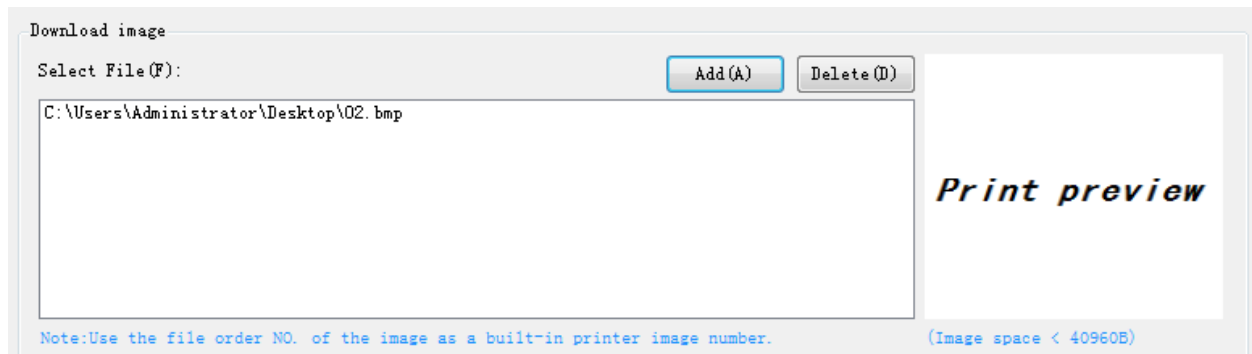 Download image
Select File(F): Add(A) Delete(D)
C:\Users\Administrator\Desktop\02.bmp
Print preview
Note:Use the file order NO. of the image as a built-in printer image number. (Image space < 40960B)